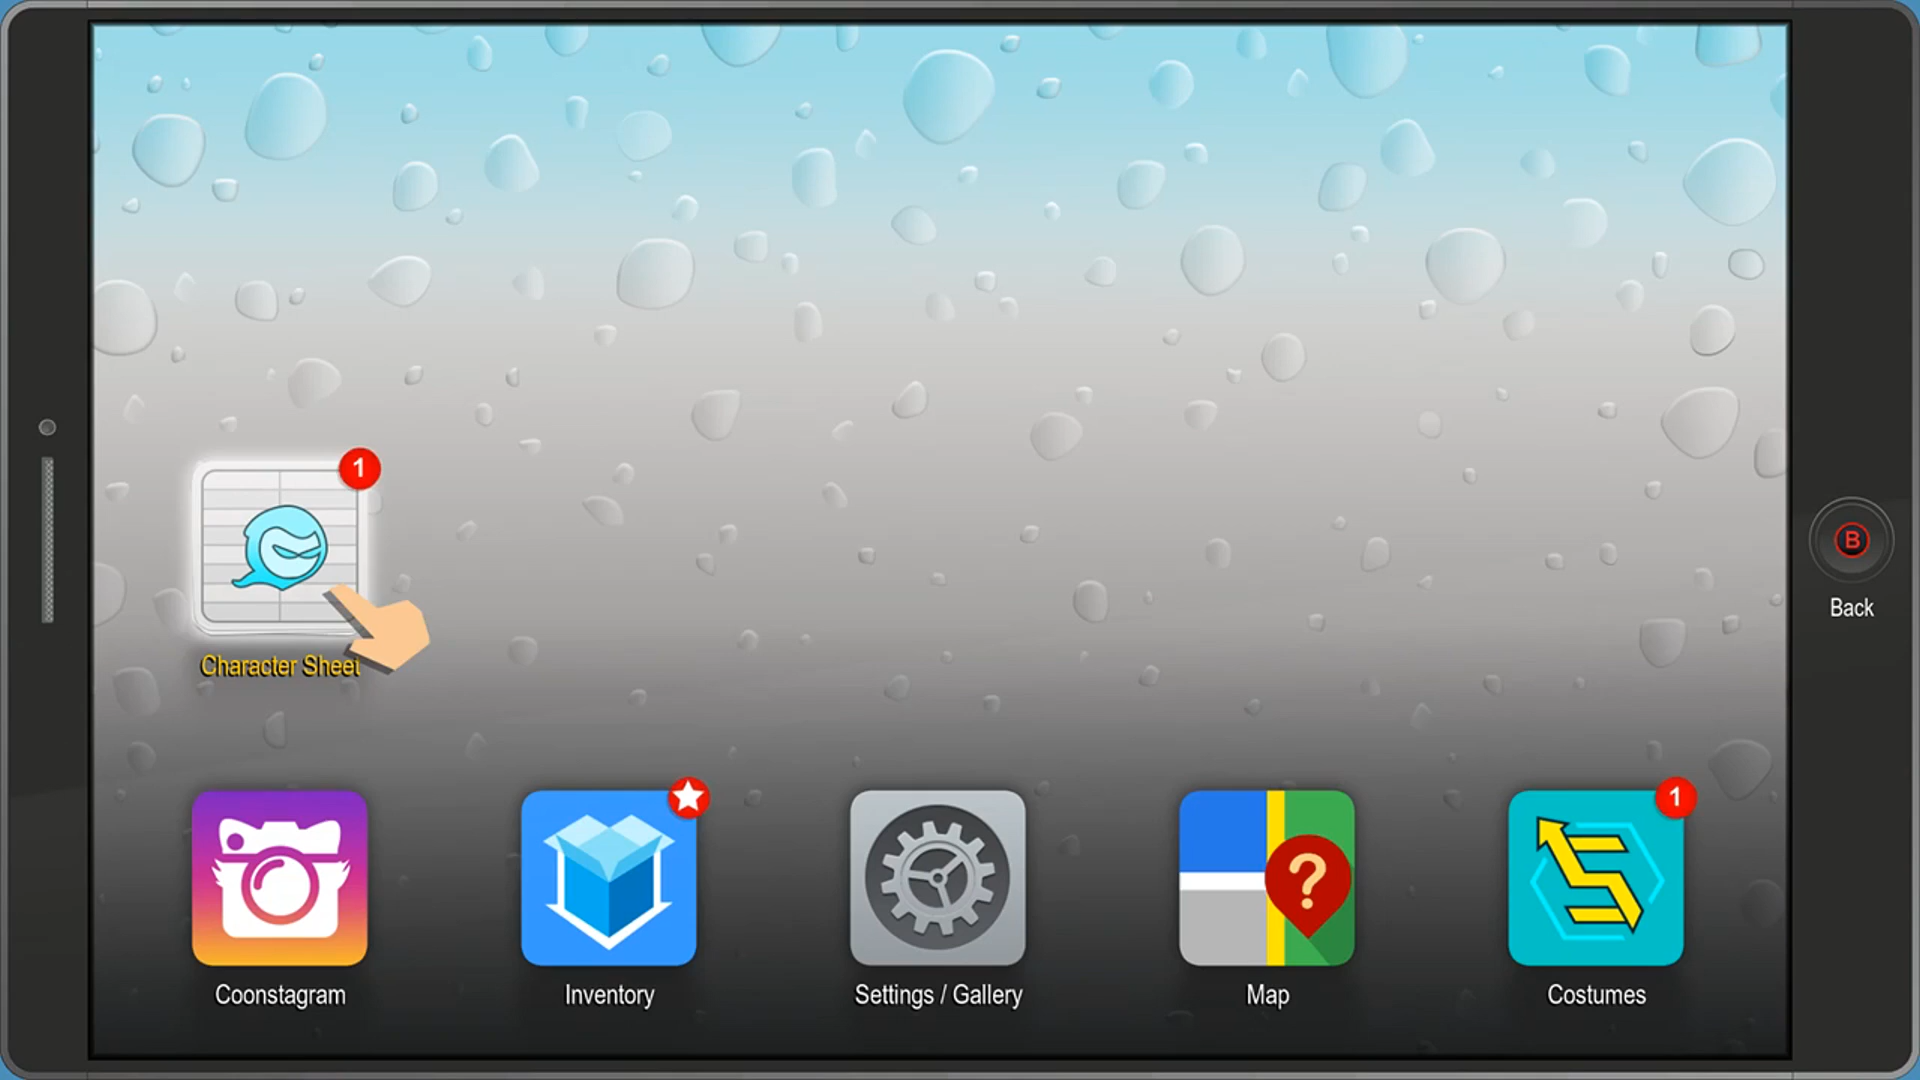 1
Character Sheet
B
Back
1
?
Coonstagram
Inventory
Settings / Gallery
Map
Costumes